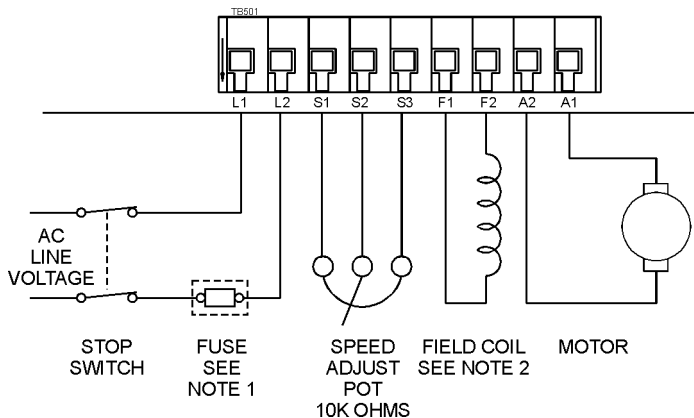 TB501
L1 L2 S1 S2 S3 F1 F2 A2 A1
AC
LINE
VOLTAGE
STOP
SWITCH
FUSE
SEE
NOTE 1
SPEED
ADJUST
POT
10K OHMS
FIELD COIL
SEE NOTE 2
MOTOR